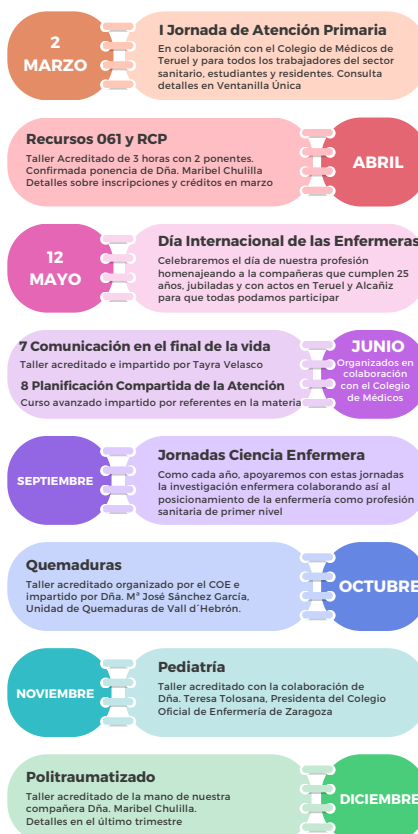 2
MARZO
I Jornada de Atención Primaria
En colaboración con el Colegio de Médicos de
Teruel y para todos los trabajadores del sector
sanitario, estudiantes y residentes. Consulta
detalles en Ventanilla Única
Recursos 061 y RCP
Taller Acreditado de 3 horas con 2 ponentes.
Confirmada ponencia de Dña. Maribel Chulilla
Detalles sobre inscripciones y créditos en marzo
ABRIL
12
MAYO
Día Internacional de las Enfermeras
Celebraremos el día de nuestra profesión
homenajeando a la compañeras que cumplen 25
años, jubiladas y con actos en Teruel y Alcañiz
para que todas podamos participar
7 Comunicación en el final de la vida
Taller acreditado e impartido por Tayra Velasco
8 Planificación Compartida de la Atención
Curso avanzado impartido por referentes en la materia
JUNIO
Organizados en
colaboración
con el Colegio
de Médicos
SEPTIEMBRE
Jornadas Ciencia Enfermera
Como cada año, apoyaremos con estas jornadas
la investigación enfermera colaborando así al
posicionamiento de la enfermería como profesión
sanitaria de primer nivel
Quemaduras
Taller acreditado organizado por el COE e
impartido por Dña. Mª José Sánchez García,
Unidad de Quemaduras de Vall d´Hebrón.
OCTUBRE
NOVIEMBRE
Pediatría
Taller acreditado con la colaboración de
Dña. Teresa Tolosana, Presidenta del Colegio
Oficial de Enfermería de Zaragoza
Politraumatizado
Taller acreditado de la mano de nuestra
compañera Dña. Maribel Chulilla.
Detalles en el último trimestre
DICIEMBRE